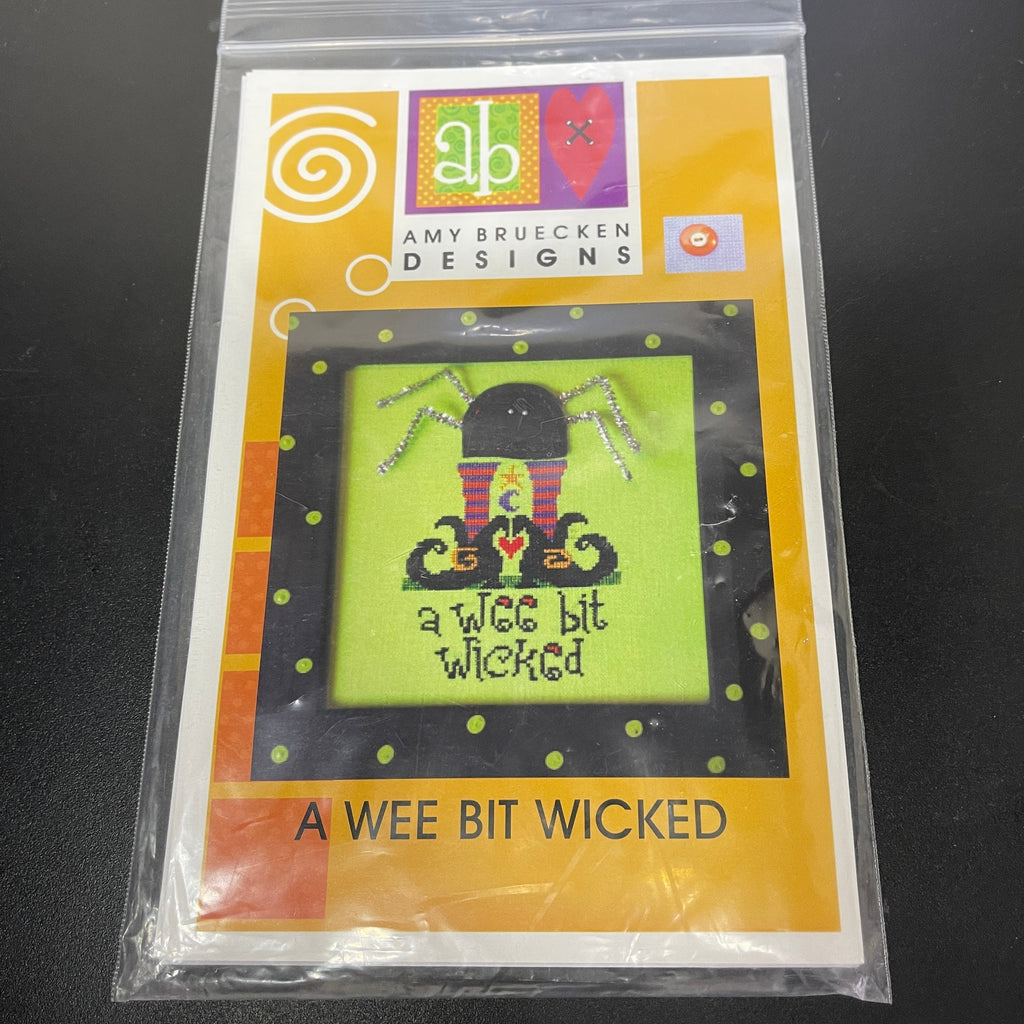 ab
AMY BRUECKEN
DESIGNS
a wee bit
wicked
A WEE BIT WICKED